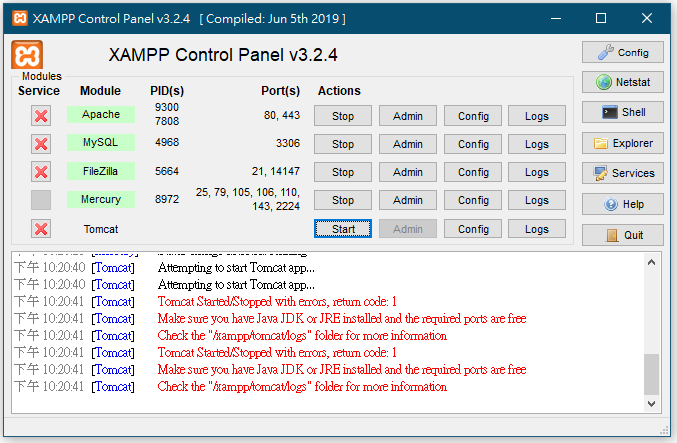 XAMPP Control Panel v3.2.4 [ Compiled: Jun 5th 2019 ]
XAMPP Control Panel v3.2.4
Config
Modules
Service Module PID(s) Port(s) Actions
Netstat
Apache 9300 7808 80, 443 Stop Admin Config Logs
Shell
MySQL 4968 3306 Stop Admin Config Logs
Explorer
FileZilla 5664 21, 14147 Stop Admin Config Logs
Services
Mercury 8972 25, 79, 105, 106, 110, 143, 2224 Stop Admin Config Logs
Help
Tomcat Start Admin Config Logs
Quit
下午 10:20:40 [Tomcat] Attempting to start Tomcat app...
下午 10:20:40 [Tomcat] Attempting to start Tomcat app...
下午 10:20:41 [Tomcat] Tomcat Started/Stopped with errors, return code: 1
下午 10:20:41 [Tomcat] Make sure you have Java JDK or JRE installed and the required ports are free
下午 10:20:41 [Tomcat] Check the "/xampp/tomcat/logs" folder for more information
下午 10:20:41 [Tomcat] Tomcat Started/Stopped with errors, return code: 1
下午 10:20:41 [Tomcat] Make sure you have Java JDK or JRE installed and the required ports are free
下午 10:20:41 [Tomcat] Check the "/xampp/tomcat/logs" folder for more information